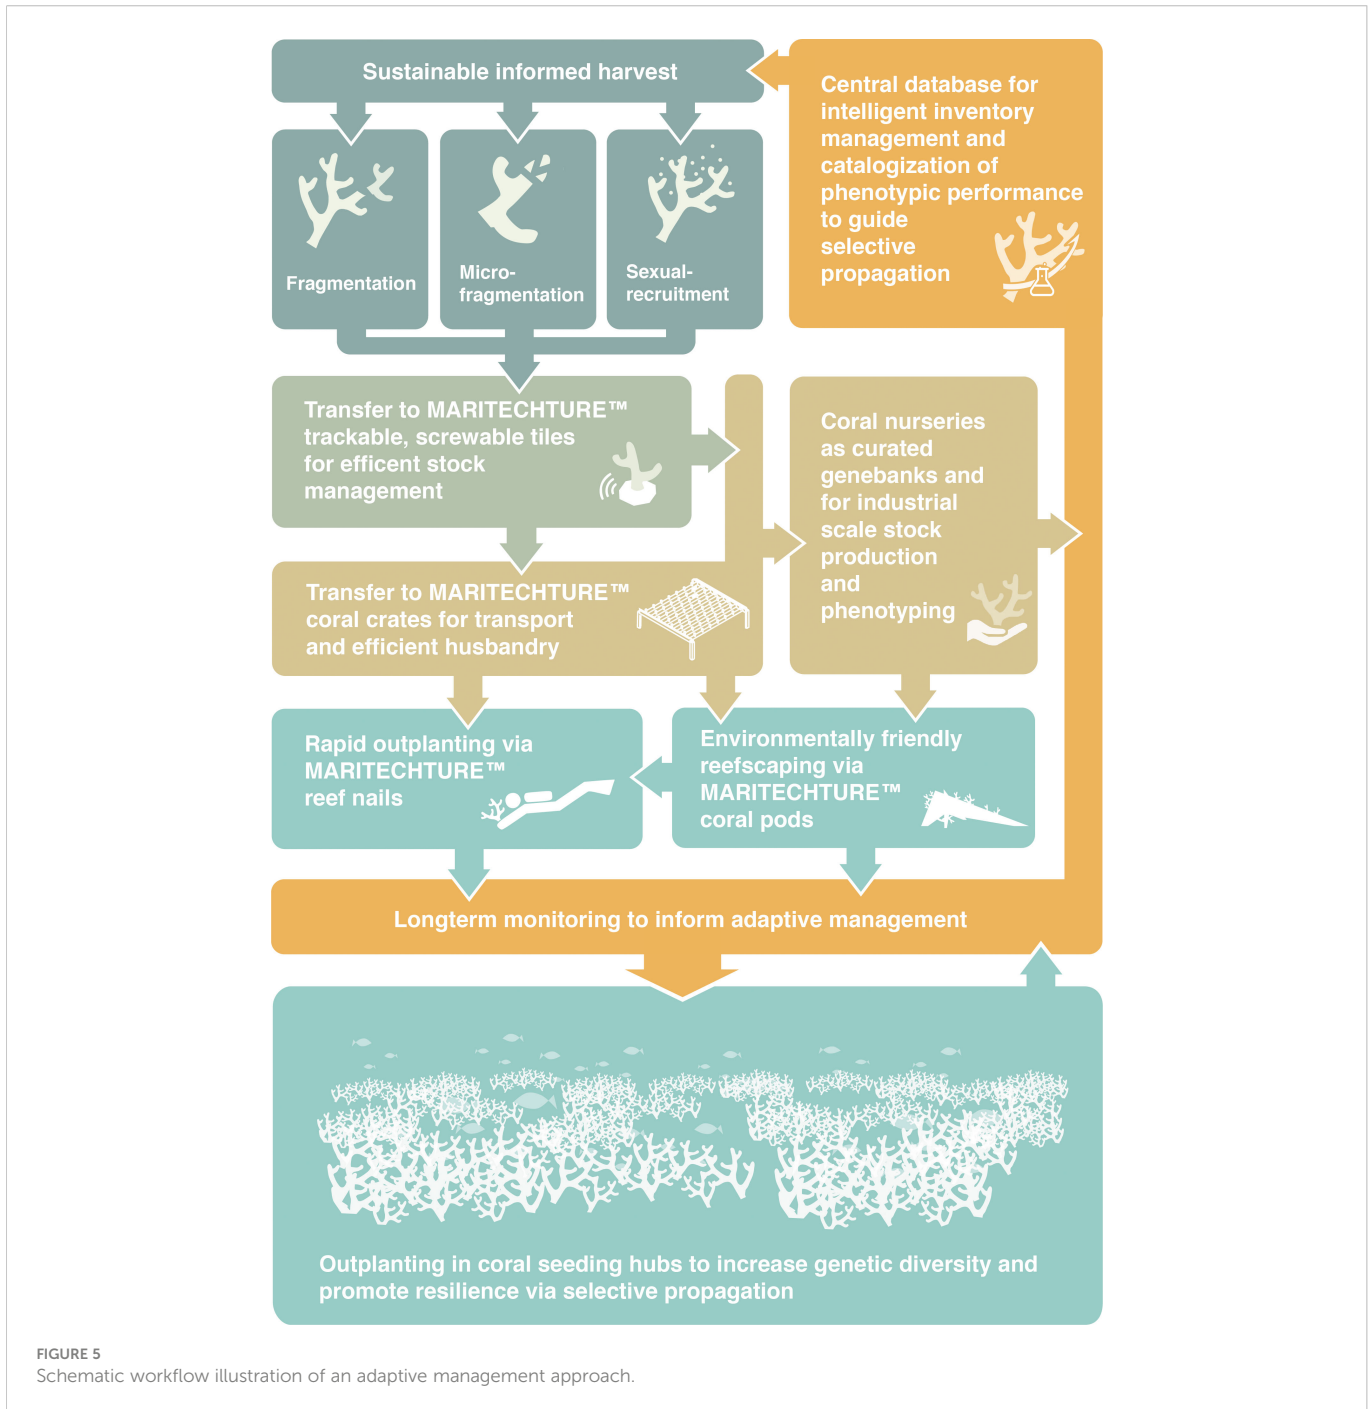 Sustainable informed harvest
Fragmentation
Micro-
fragmentation
Sexual-
recruitment
Central database for
intelligent inventory
management and
catalogization of
phenotypic performance
to guide
selective
propagation
Transfer to MARITECHTURE™
trackable, screwable tiles
for efficent stock
management
Transfer to MARITECHTURE™
coral crates for transport
and efficient husbandry
Coral nurseries
as curated
genebanks and
for industrial
scale stock
production
and
phenotyping
Rapid outplanting via
MARITECHTURE™
reef nails
Environmentally friendly
reefscaping via
MARITECHTURE™
coral pods
Longterm monitoring to inform adaptive management
Outplanting in coral seeding hubs to increase genetic diversity and
promote resilience via selective propagation
FIGURE 5
Schematic workflow illustration of an adaptive management approach.